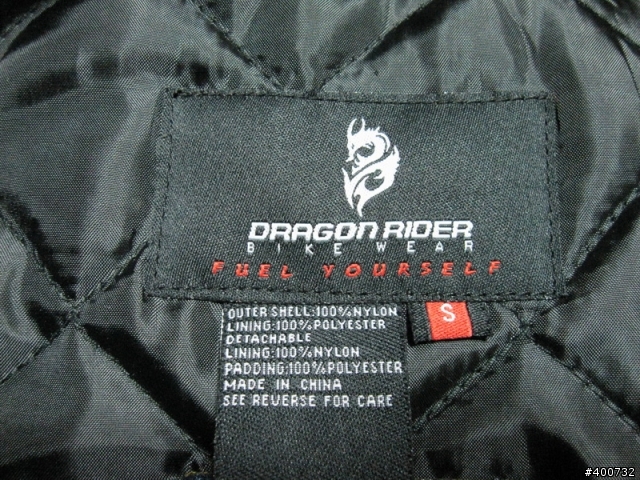 DRAGON RIDER
BIKE WEAR
FUEL YOURSELF
S
OUTER SHELL:100%NYLON
LINING:100%POLYESTER
DETACHABLE
LINING:100%NYLON
PADDING:100%POLYESTER
MADE IN CHINA
SEE REVERSE FOR CARE
#400732